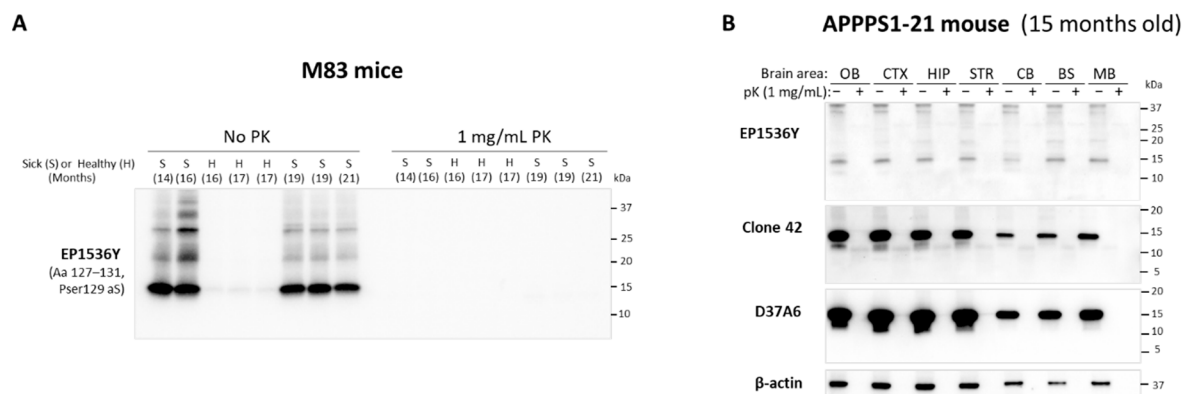 A
M83 mice
No PK
1 mg/mL PK
Sick (S) or Healthy (H)
S S H H H S S S
S S H H H S S S
(Months)
(14) (16) (16) (17) (17) (19) (19) (21)
(14) (16) (16) (17) (17) (19) (19) (21)
kDa
37
25
EP1536Y
20
(Aa 127–131,
Pser129 aS)
15
10
B
APPPS1-21 mouse (15 months old)
Brain area: OB CTX HIP STR CB BS MB
pK (1 mg/mL): – + – + – + – + – + – + – +
kDa
37
EP1536Y
25
20
15
10
20
Clone 42
15
10
5
20
D37A6
15
10
5
β-actin
37